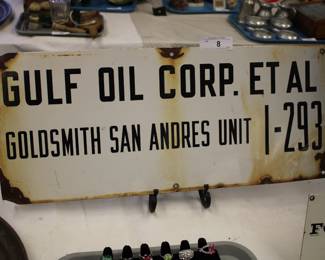 8
GULF OIL CORP. ET AL
GOLDSMITH SAN ANDRES UNIT 1-293